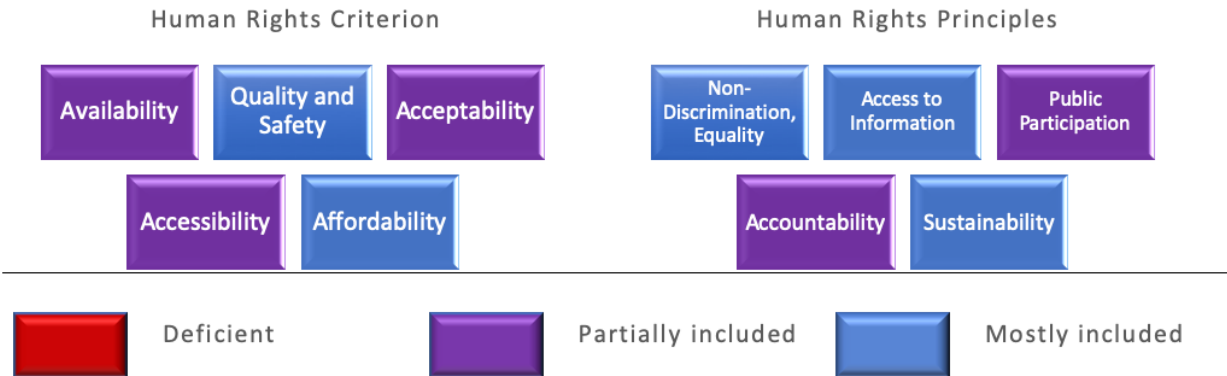 Human Rights Criterion
Human Rights Principles
Availability
Quality and
Safety
Acceptability
Non-
Discrimination,
Equality
Access to
Information
Public
Participation
Accessibility
Affordability
Accountability
Sustainability
Deficient
Partially included
Mostly included